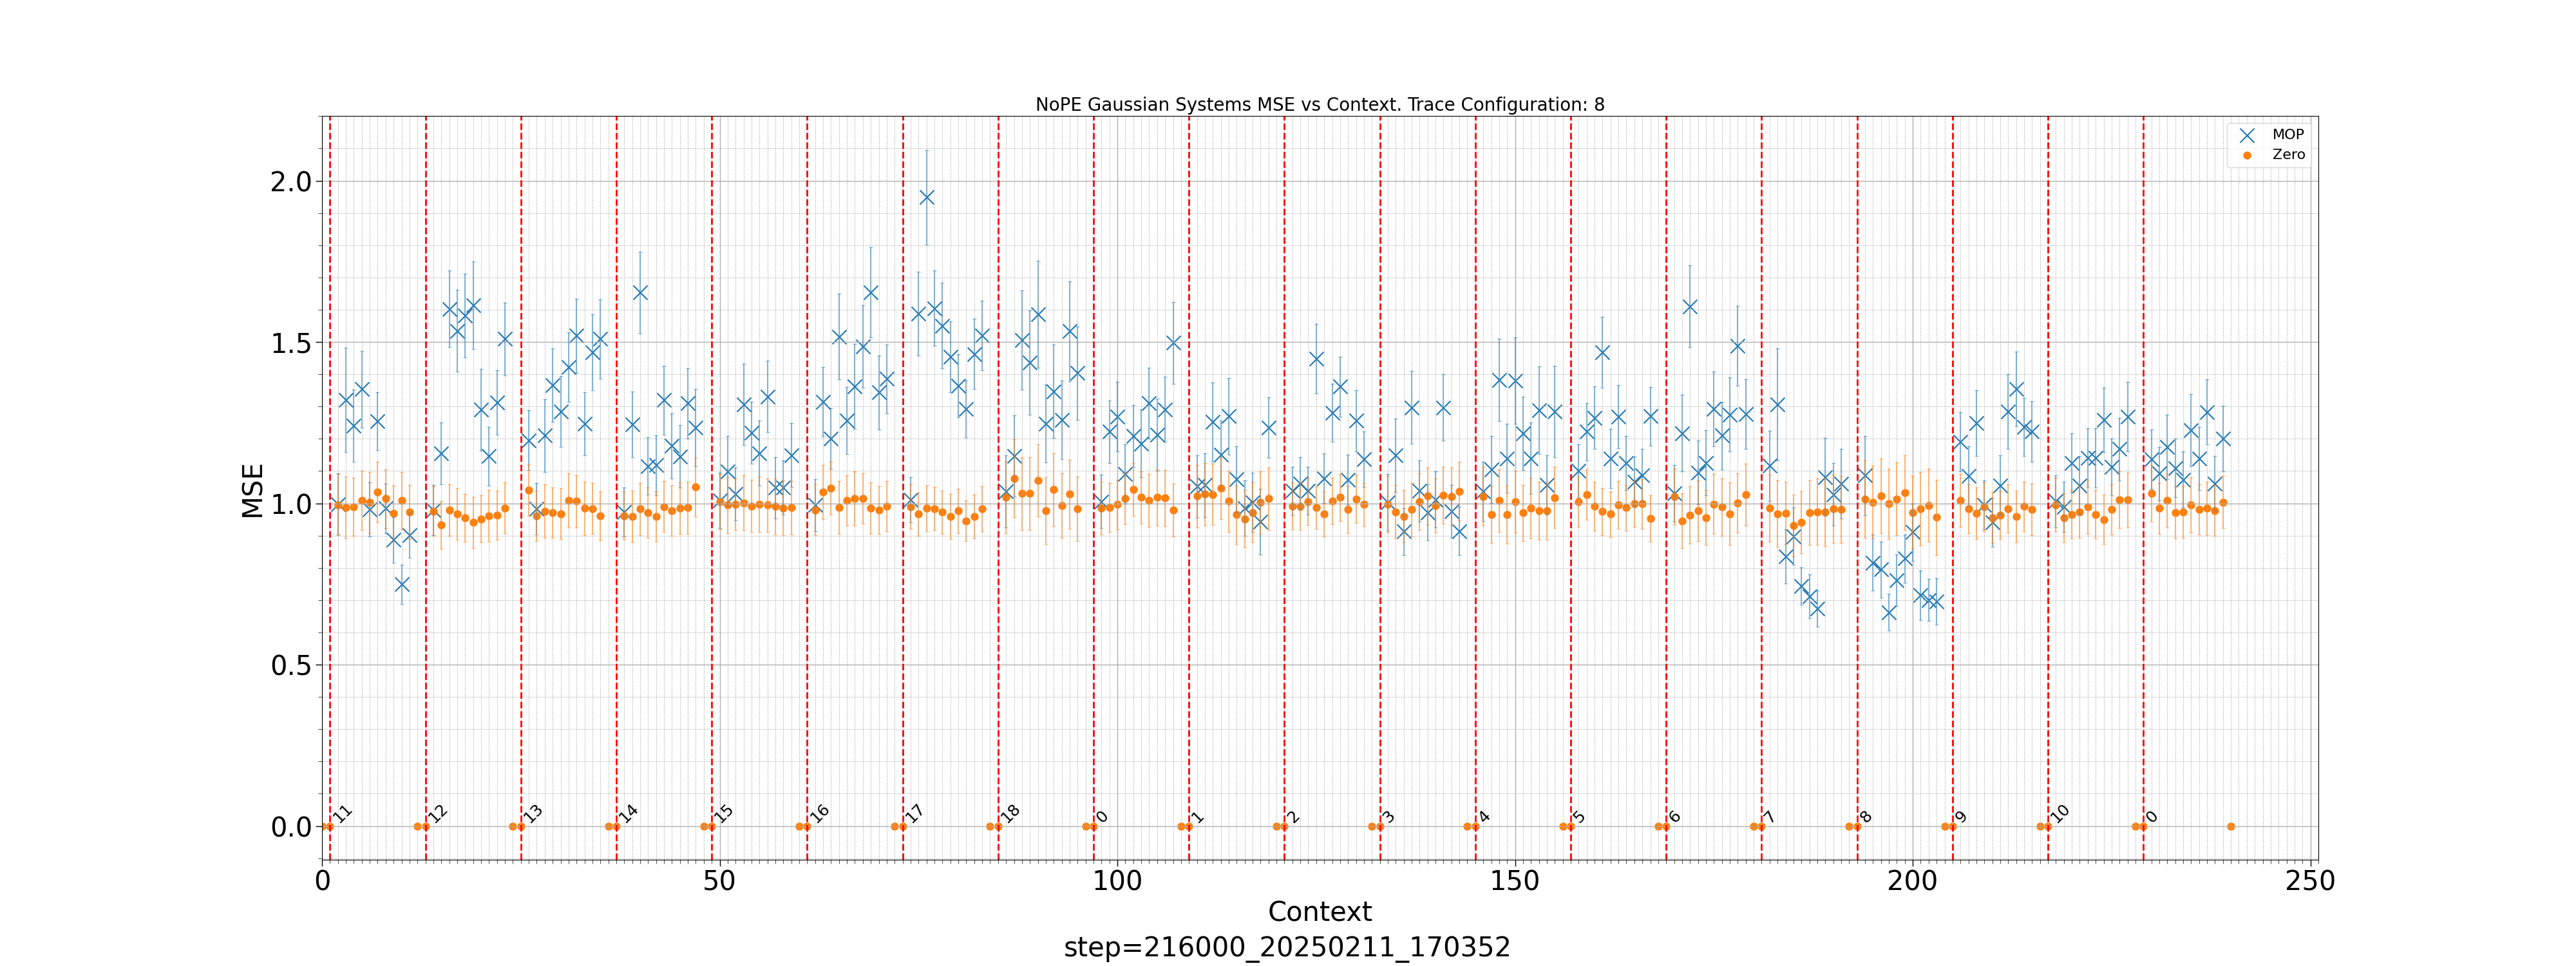 NoPE Gaussian Systems MSE vs Context. Trace Configuration: 8
MOP
Zero
2.0
1.5
1.0
0.5
0.0
MSE
11 12 13 14 15 16 17 18 0 1 2 3 4 5 6 7 8 9 10 0
0 50 100 150 200 250
Context
step=216000_20250211_170352